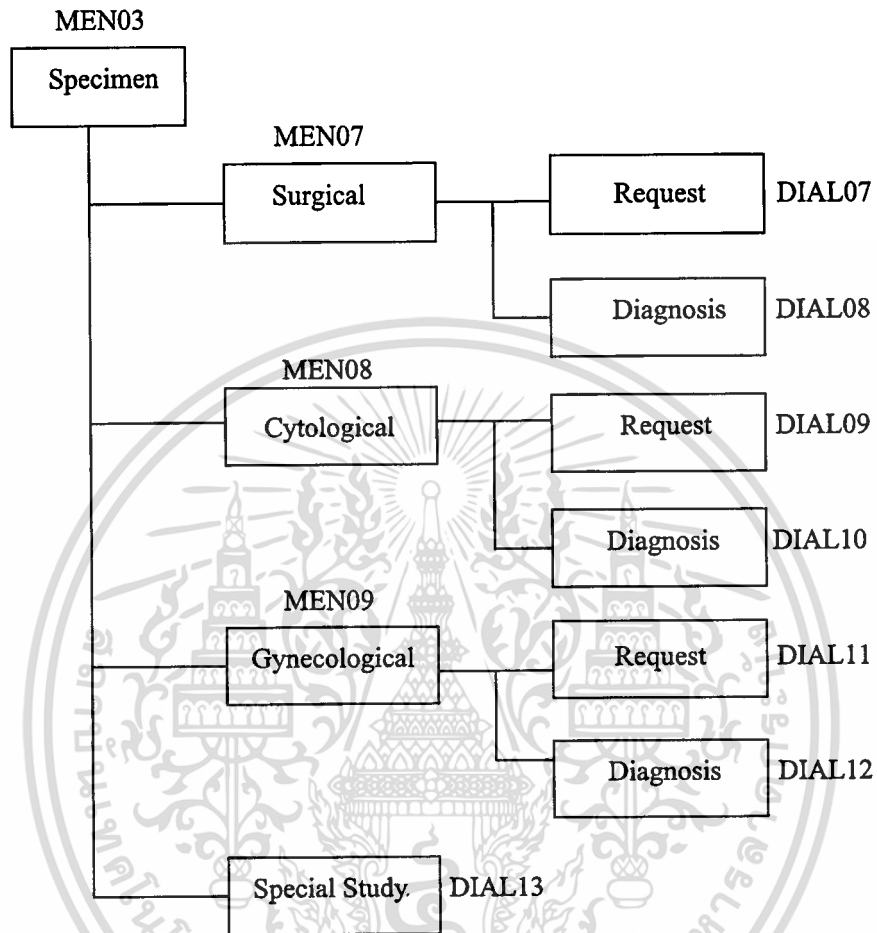 MEN03
Specimen
MEN07
Surgical
Request DIAL07
Diagnosis DIAL08
MEN08
Cytological
Request DIAL09
Diagnosis DIAL10
MEN09
Gynecological
Request DIAL11
Diagnosis DIAL12
Special Study. DIAL13